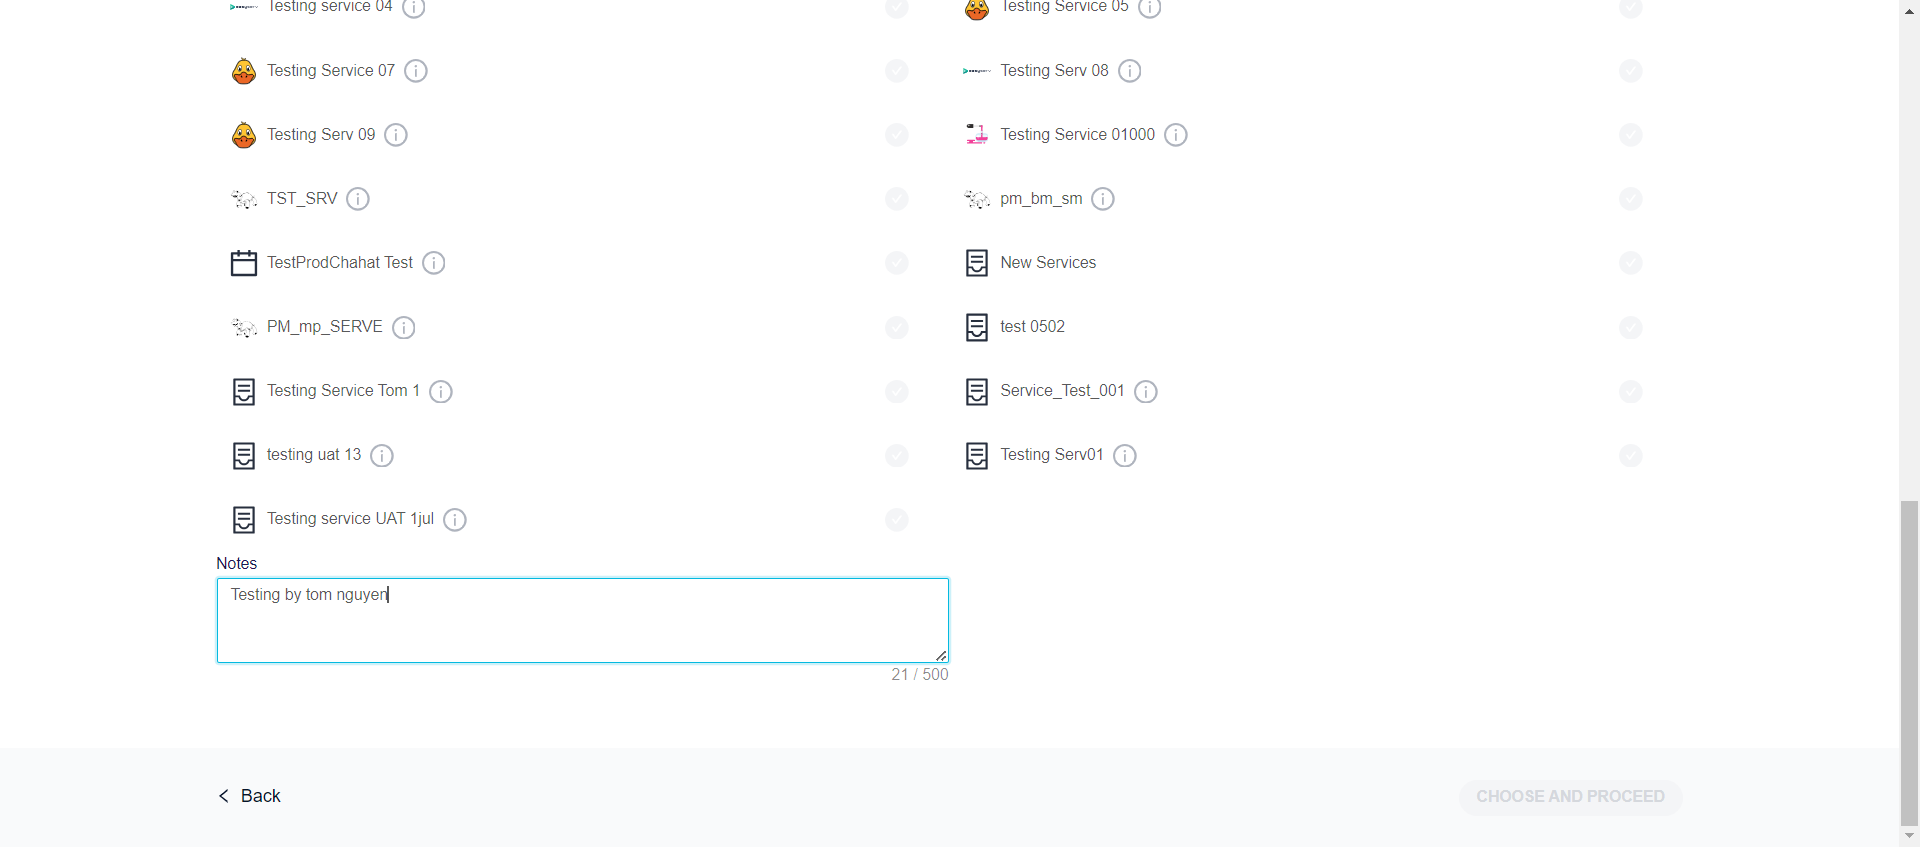 Testing service 04
Testing Service 05
Testing Service 07
Testing Serv 08
Testing Serv 09
Testing Service 01000
TST_SRV
pm_bm_sm
TestProdChahat Test
New Services
PM_mp_SERVE
test 0502
Testing Service Tom 1
Service_Test_001
testing uat 13
Testing Serv01
Testing service UAT 1jul
Notes
Testing by tom nguyen
21 / 500
Back
CHOOSE AND PROCEED